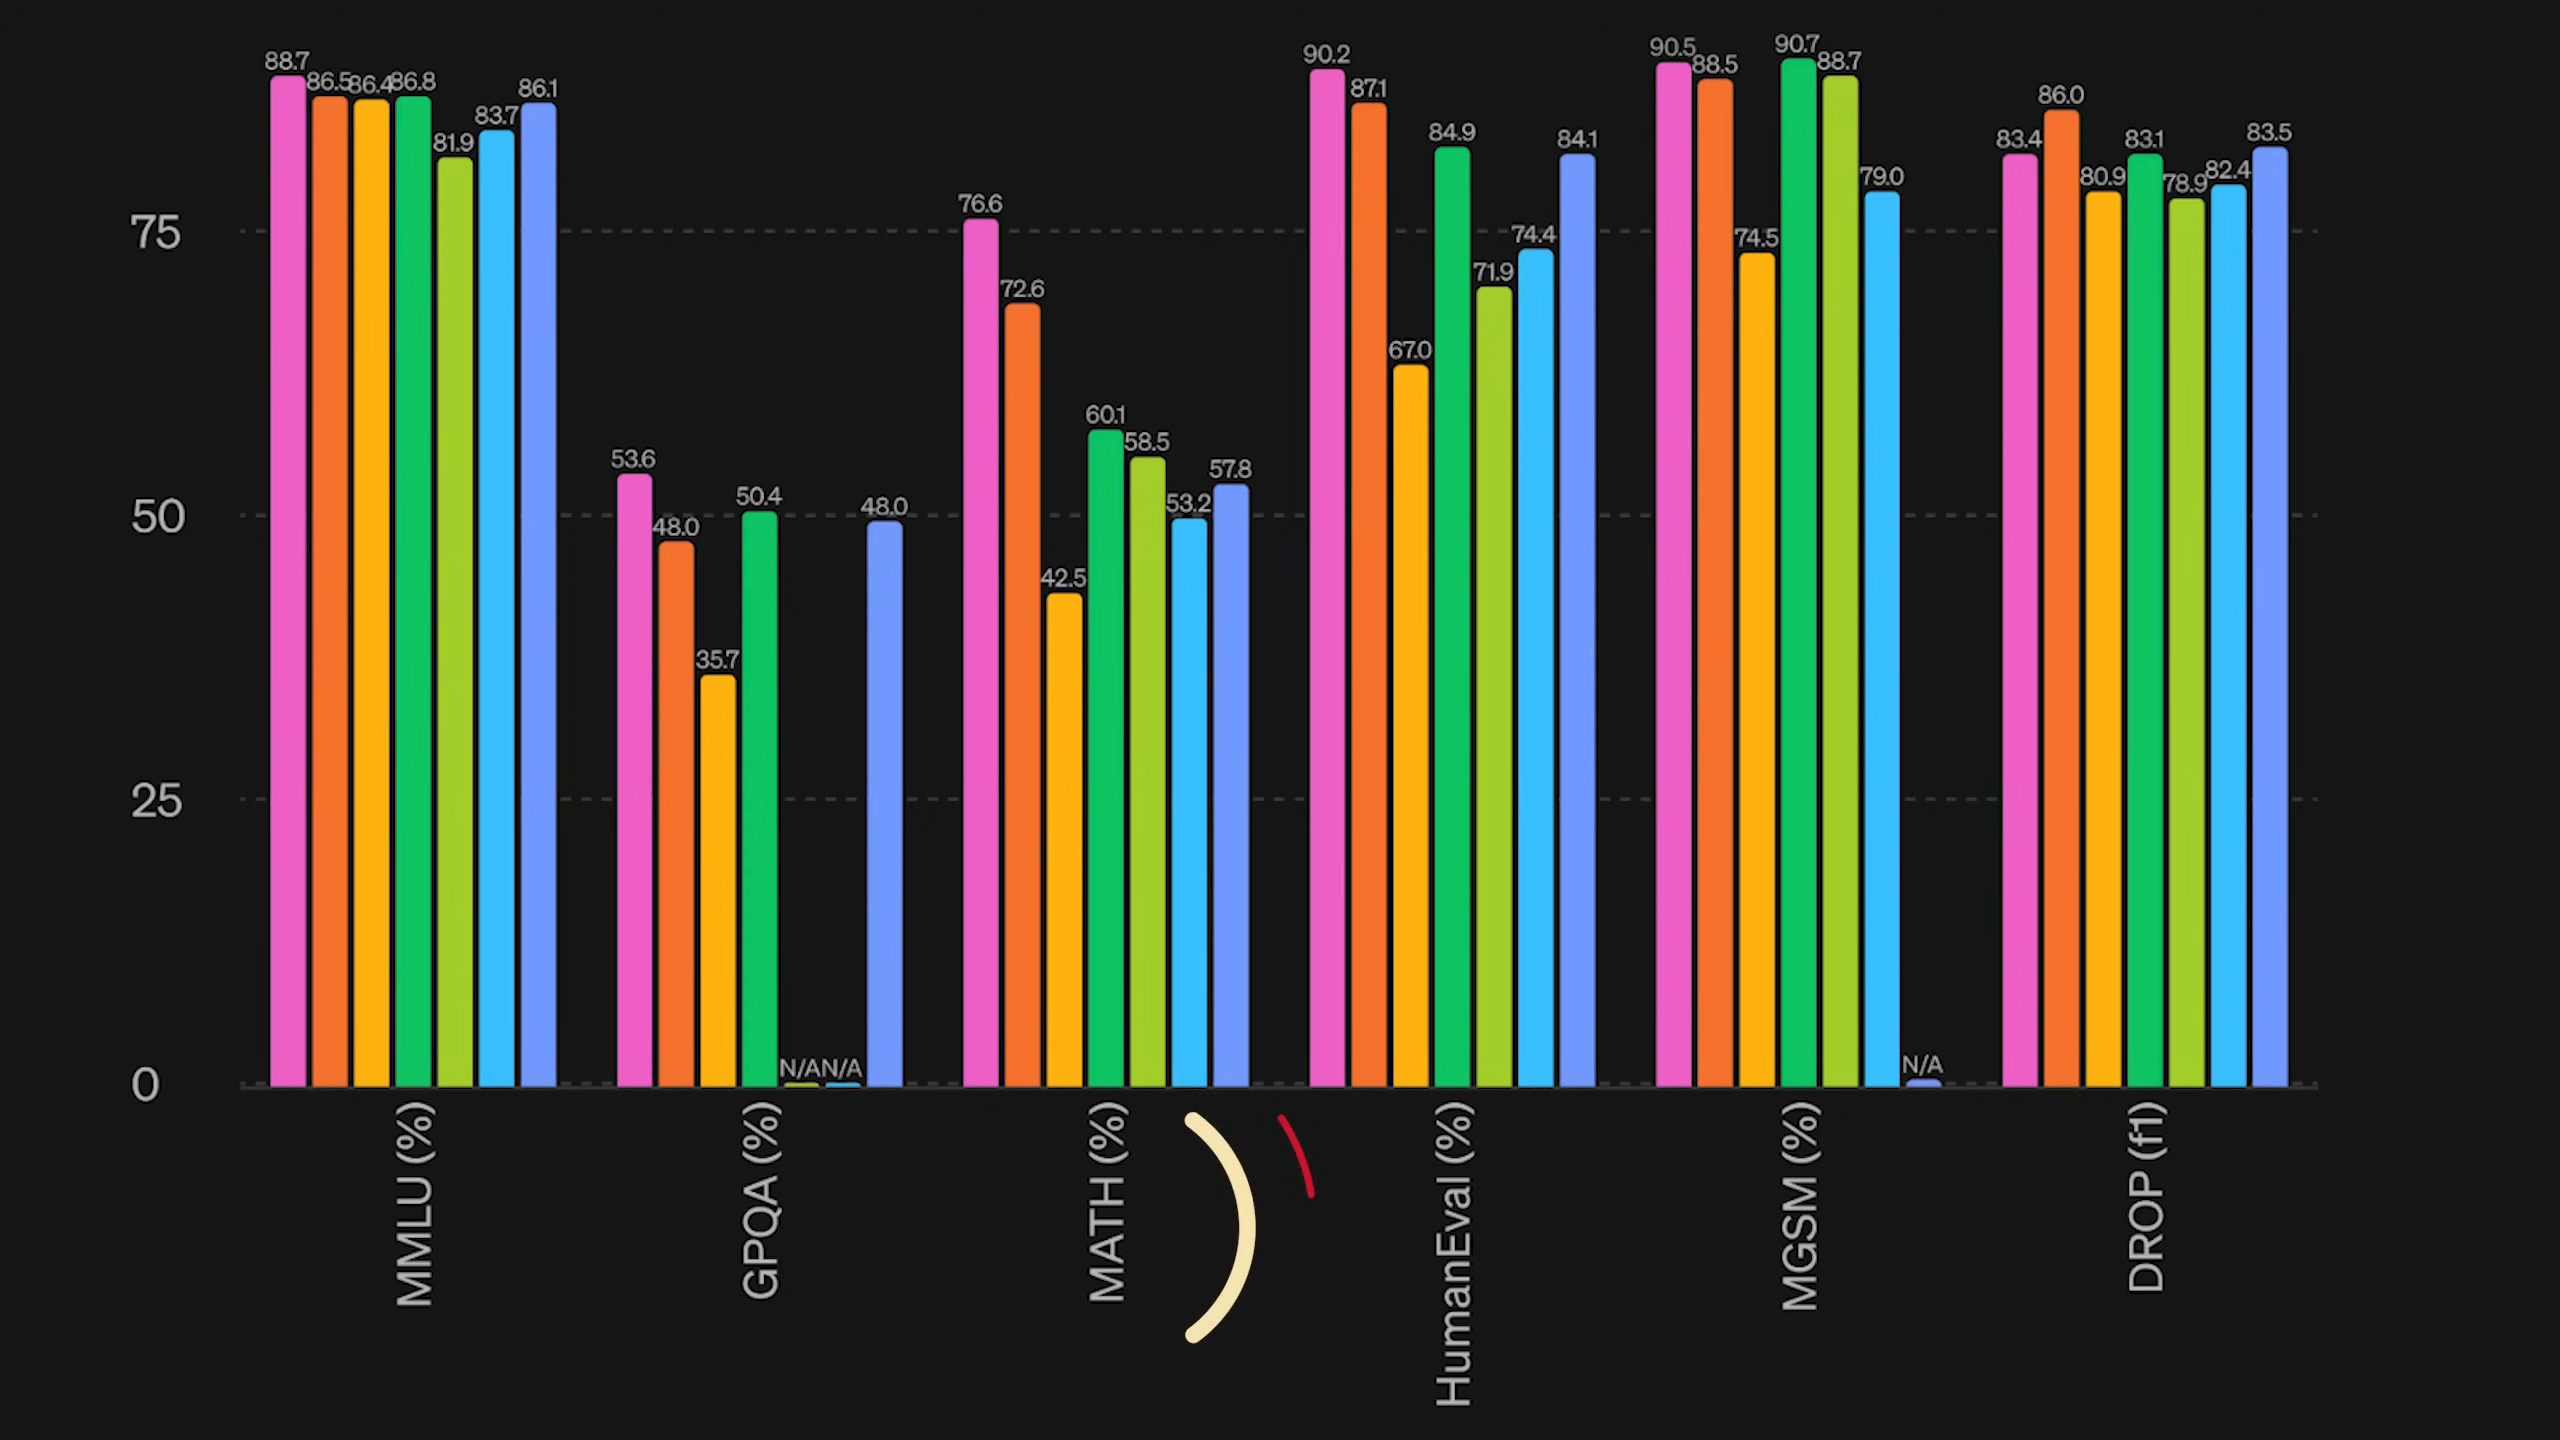 88.7 86.5 86.4 86.8 81.9 83.7 86.1
53.6 48.0 35.7 50.4 N/A N/A 48.0
76.6 72.6 42.5 60.1 58.5 53.2 57.8
90.2 87.1 67.0 84.9 71.9 74.4 84.1
90.5 88.5 74.5 90.7 88.7 79.0 N/A
83.4 86.0 80.9 83.1 78.9 82.4 83.5
75
50
25
0
MMLU (%)
GPQA (%)
MATH (%)
HumanEval (%)
MGSM (%)
DROP (f1)